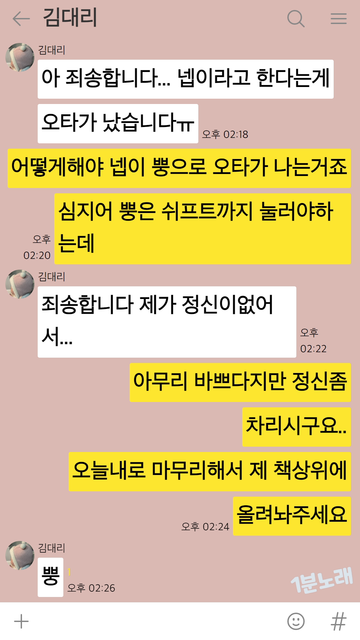 김대리
김대리
아 죄송합니다... 넵이라고 한다는게
오타가 났습니다ㅠ
오후 02:18
어떻게해야 넵이 뿡으로 오타가 나는거죠
심지어 뿡은 쉬프트까지 눌러야하
는데
오후
02:20
김대리
죄송합니다 제가 정신이없어
서...
오후
02:22
아무리 바쁘다지만 정신좀
차리시구요..
오늘내로 마무리해서 제 책상위에
올려놔주세요
오후 02:24
김대리
뿡
오후 02:26
1분노래